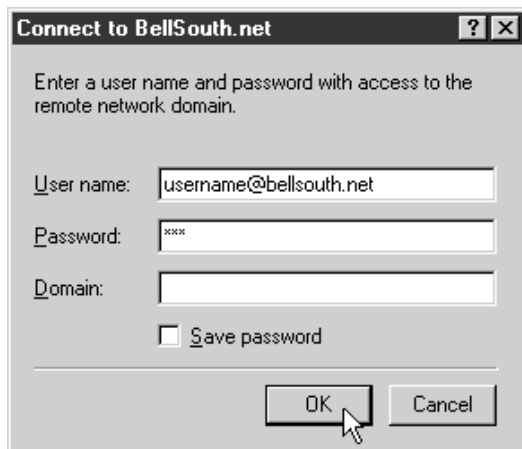 Connect to BellSouth.net ? X
Enter a user name and password with access to the
remote network domain.
User name: username@bellsouth.net
Password: ***
Domain:
Save password
OK Cancel